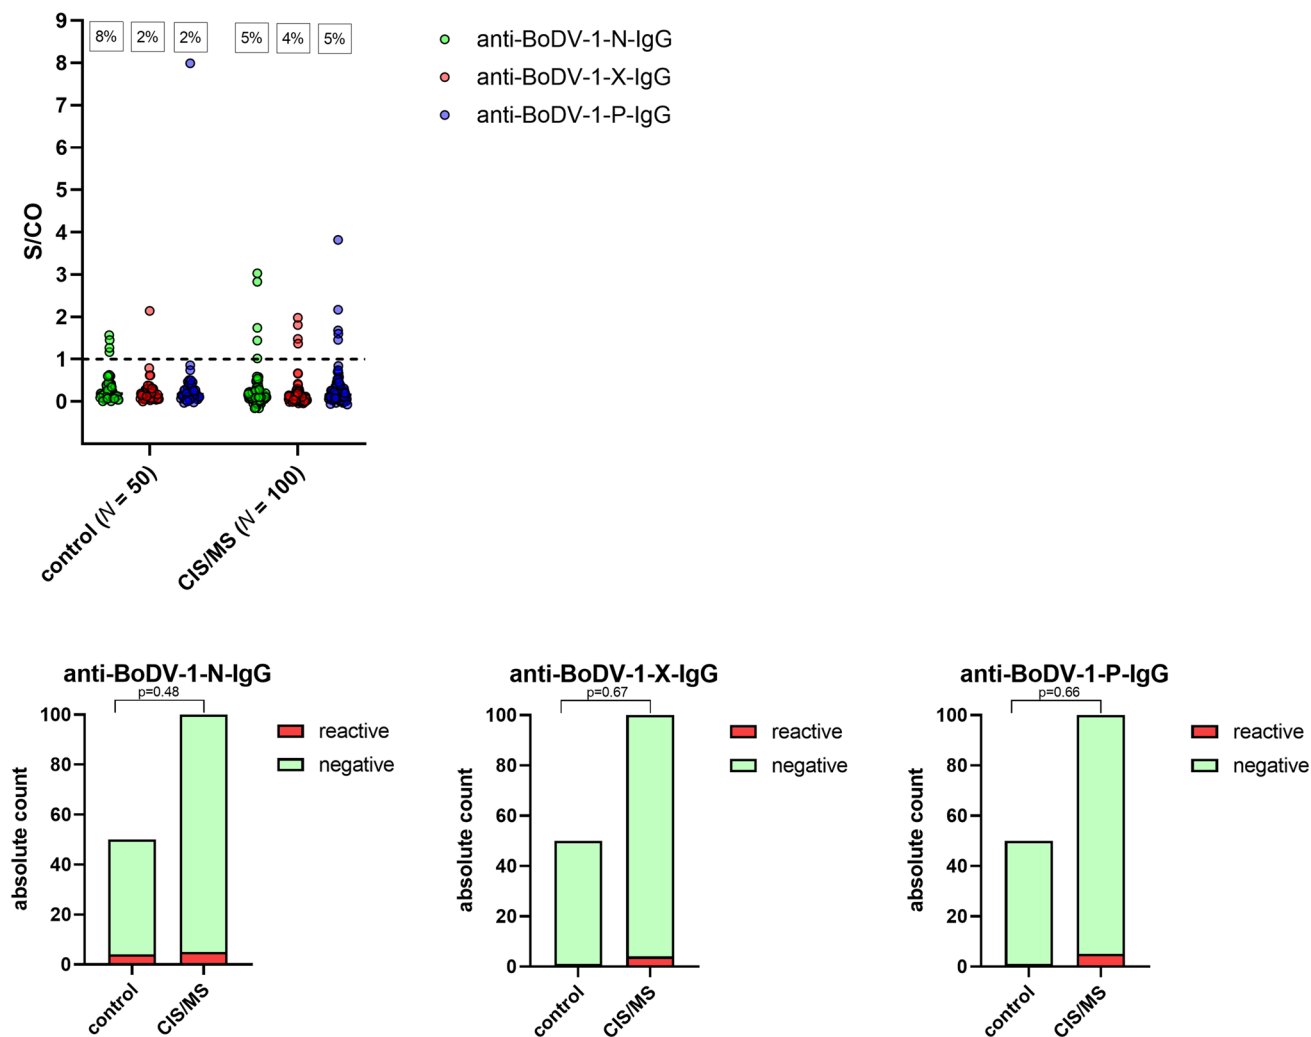 9
8
7
6
5
4
3
2
1
0
S/CO
8% 2% 2% 5% 4% 5%
anti-BoDV-1-N-IgG
anti-BoDV-1-X-IgG
anti-BoDV-1-P-IgG
control (N = 50)
CIS/MS (N = 100)
anti-BoDV-1-N-IgG
p=0.48
100
80
60
40
20
0
absolute count
control
CIS/MS
reactive
negative
anti-BoDV-1-X-IgG
p=0.67
100
80
60
40
20
0
absolute count
control
CIS/MS
reactive
negative
anti-BoDV-1-P-IgG
p=0.66
100
80
60
40
20
0
absolute count
control
CIS/MS
reactive
negative